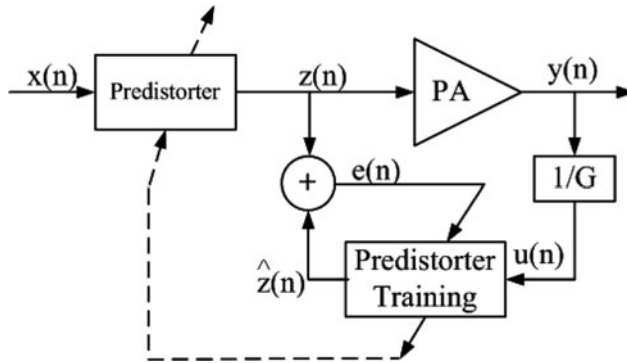 x(n)
Predistorter
z(n)
PA
y(n)
+
e(n)
1/G
ẑ(n)
Predistorter
Training
u(n)